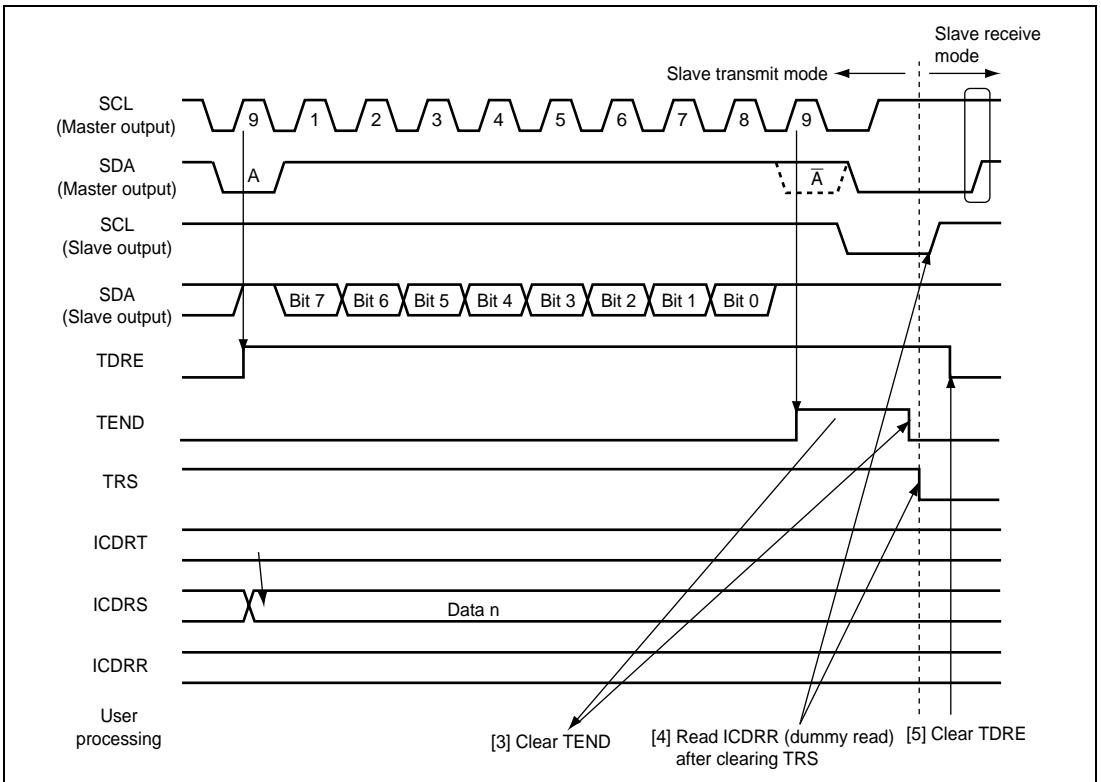 Slave receive
mode
Slave transmit mode
SCL
(Master output)
9 1 2 3 4 5 6 7 8 9
SDA
(Master output)
A A̅
SCL
(Slave output)
SDA
(Slave output)
Bit 7 Bit 6 Bit 5 Bit 4 Bit 3 Bit 2 Bit 1 Bit 0
TDRE
TEND
TRS
ICDRT
ICDRS
Data n
ICDRR
User
processing
[3] Clear TEND
[4] Read ICDRR (dummy read)
after clearing TRS
[5] Clear TDRE